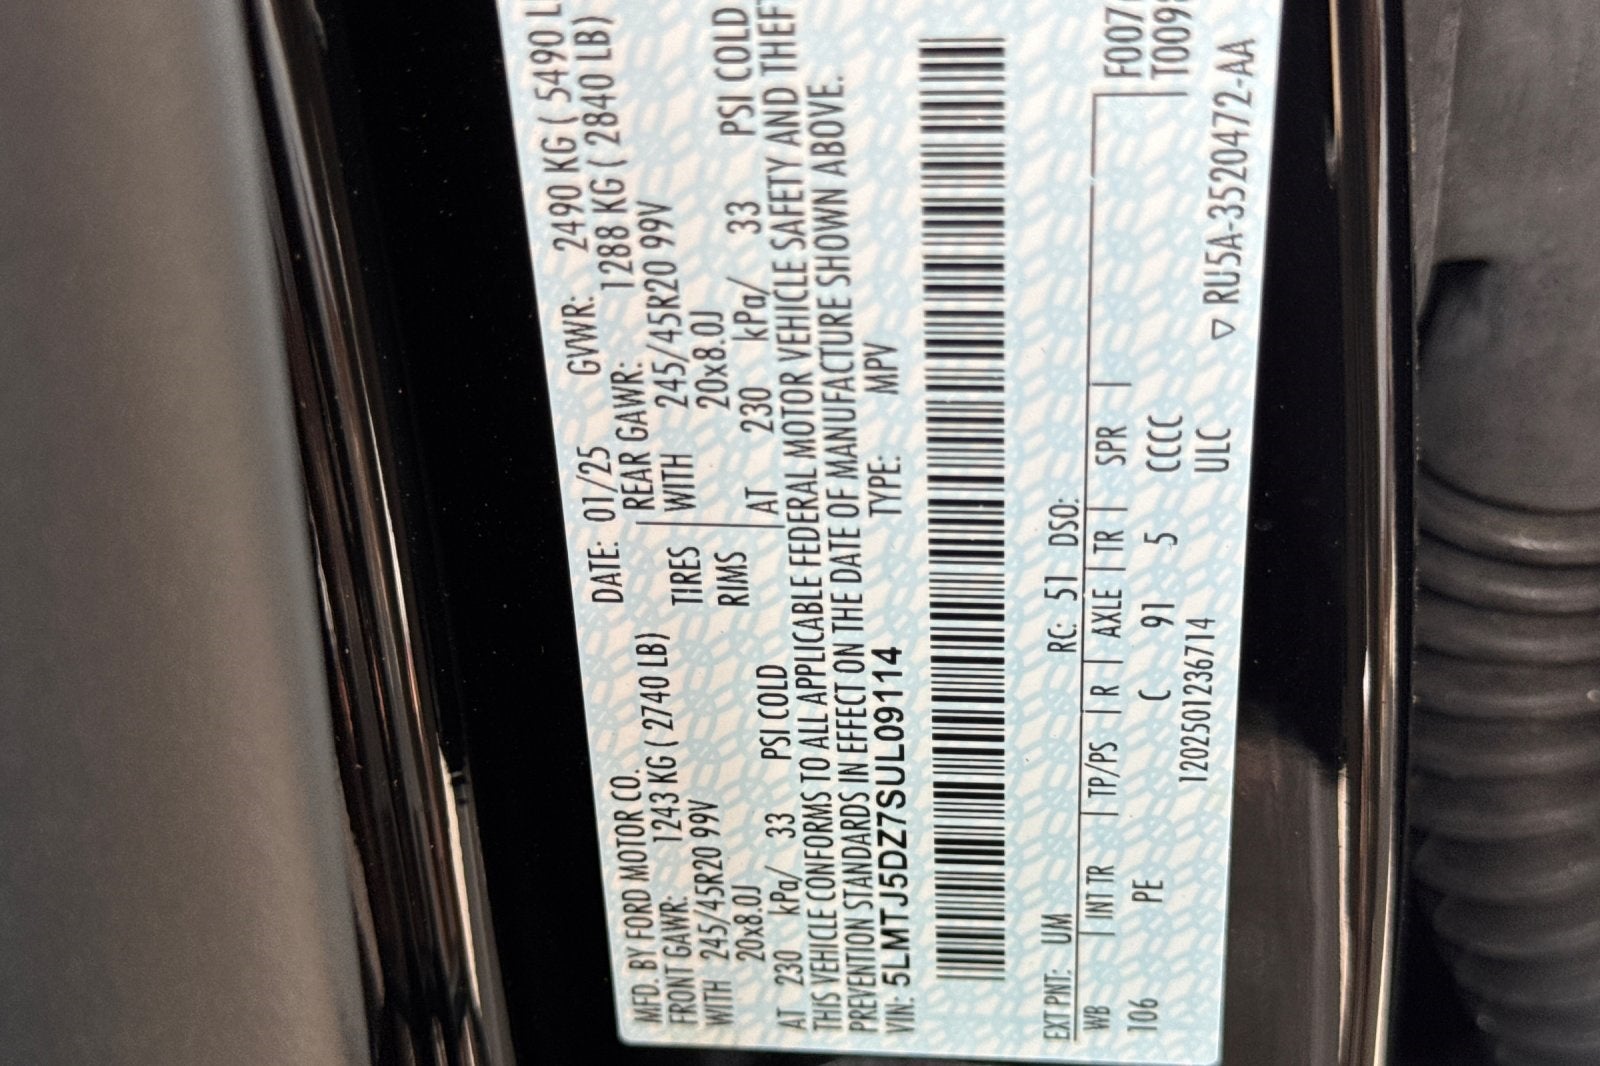 MFD. BY FORD MOTOR CO.
DATE: 01/25 GVWR: 2490 KG ( 5490 L
FRONT GAWR: 1243 KG ( 2740 LB)
REAR GAWR: 1288 KG ( 2840 LB)
WITH 245/45R20 99V TIRES WITH 245/45R20 99V
20x8.0J RIMS 20x8.0J
AT 230 kPa/ 33 PSI COLD AT 230 kPa/ 33 PSI COLD
THIS VEHICLE CONFORMS TO ALL APPLICABLE FEDERAL MOTOR VEHICLE SAFETY AND THEF
PREVENTION STANDARDS IN EFFECT ON THE DATE OF MANUFACTURE SHOWN ABOVE.
VIN: 5LMTJ5DZ7SUL09114 TYPE: MPV
EXT PNT: UM RC: 51 DSO:
WB INT TR TP/PS R AXLE TR SPR
106 PE C 91 5 CCCC
F007
T009
1202501236714 ULC
▽ RU5A-3520472-AA